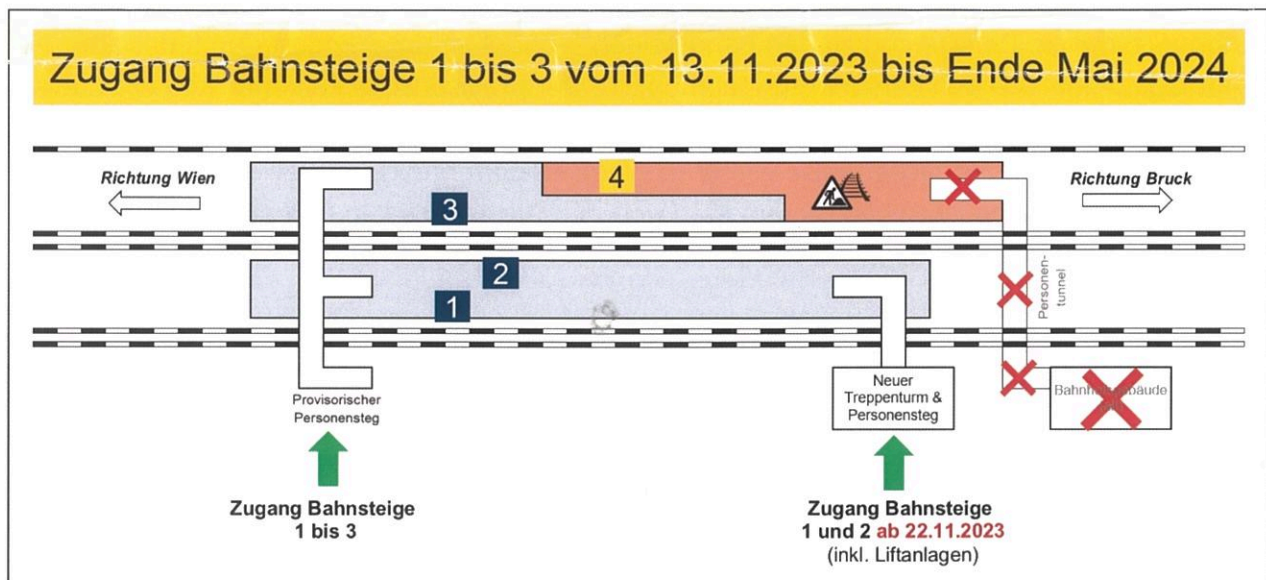 Zugang Bahnsteige 1 bis 3 vom 13.11.2023 bis Ende Mai 2024
Richtung Wien
4
Richtung Bruck
3
2
1
Personen-
tunnel
Provisorischer
Personensteg
Neuer
Treppenturm &
Personensteg
Zugang Bahnsteige
1 bis 3
Zugang Bahnsteige
1 und 2 ab 22.11.2023
(inkl. Liftanlagen)